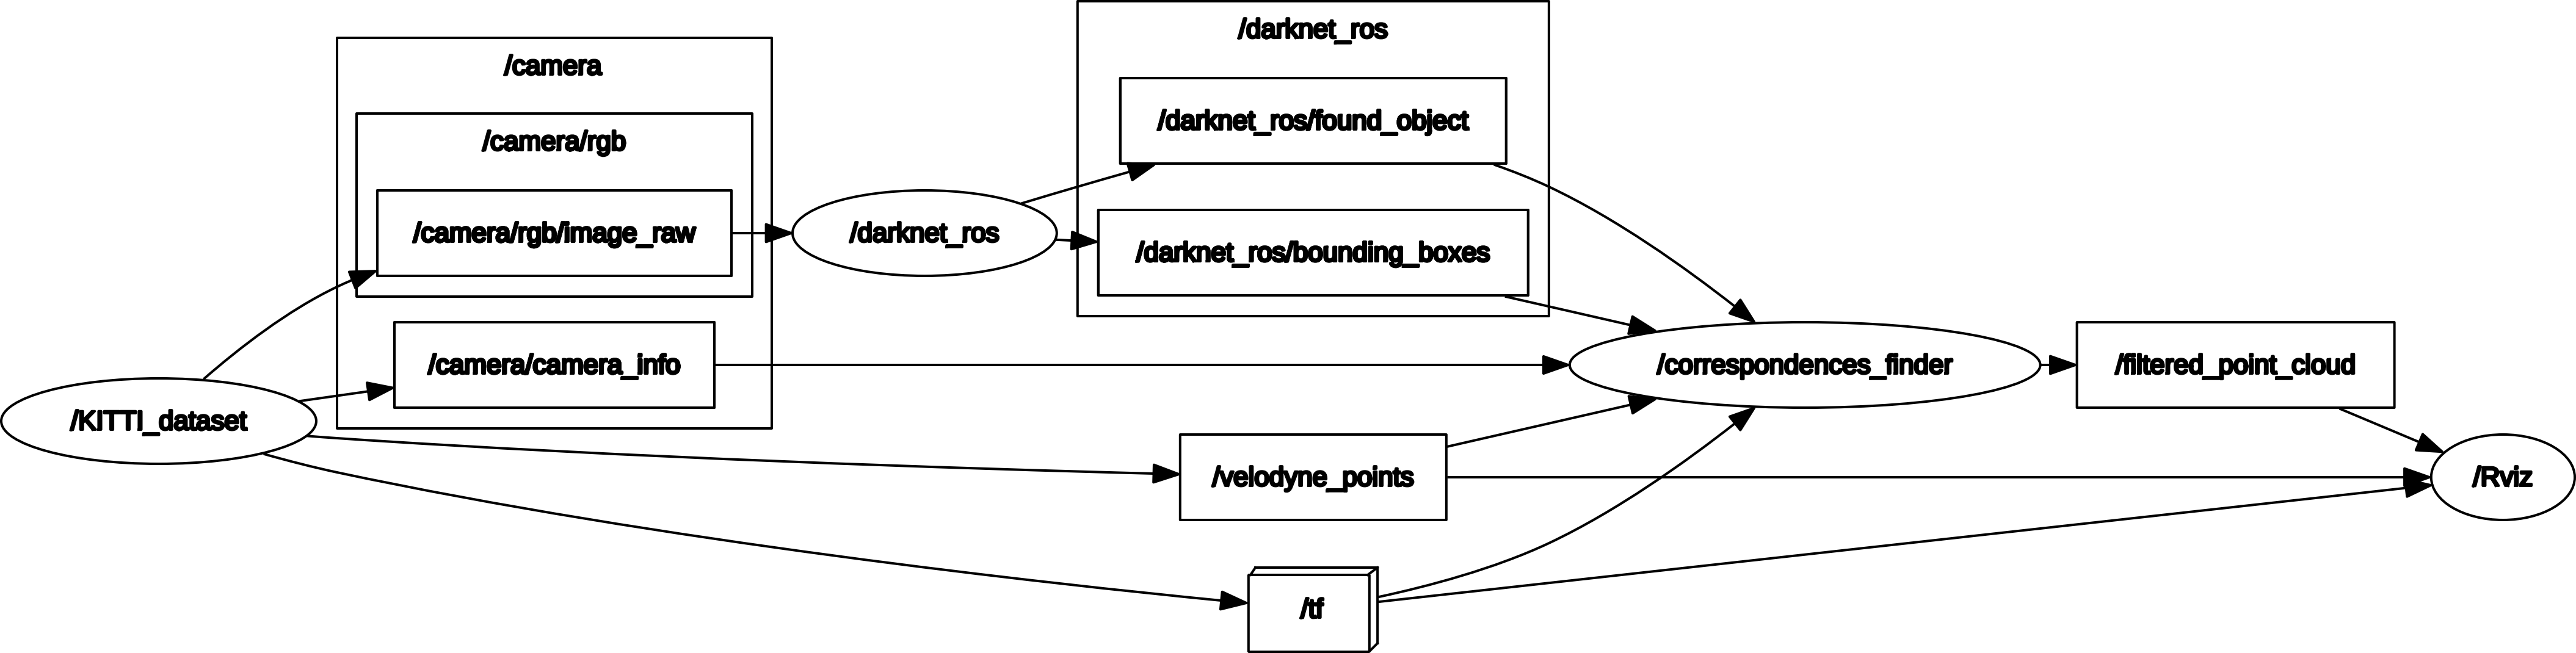 /darknet_ros
/camera
/darknet_ros/found_object
/camera/rgb
/camera/rgb/image_raw
/darknet_ros
/darknet_ros/bounding_boxes
/camera/camera_info
/correspondences_finder
/filtered_point_cloud
/KITTI_dataset
/velodyne_points
/Rviz
/tf